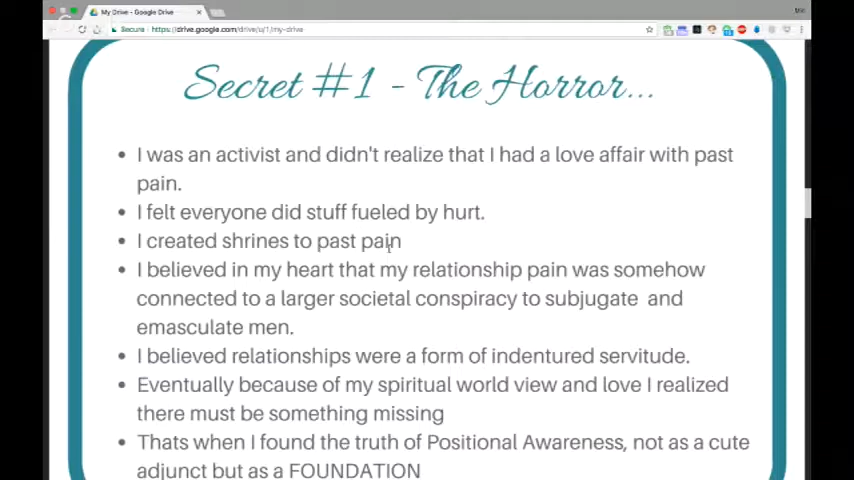 My Drive - Google Drive
Secure https://drive.google.com/drive/u/1/my-drive
Secret #1 - The Horror...
• I was an activist and didn't realize that I had a love affair with past
pain.
• I felt everyone did stuff fueled by hurt.
• I created shrines to past pain
• I believed in my heart that my relationship pain was somehow
connected to a larger societal conspiracy to subjugate and
emasculate men.
• I believed relationships were a form of indentured servitude.
• Eventually because of my spiritual world view and love I realized
there must be something missing
• Thats when I found the truth of Positional Awareness, not as a cute
adjunct but as a FOUNDATION